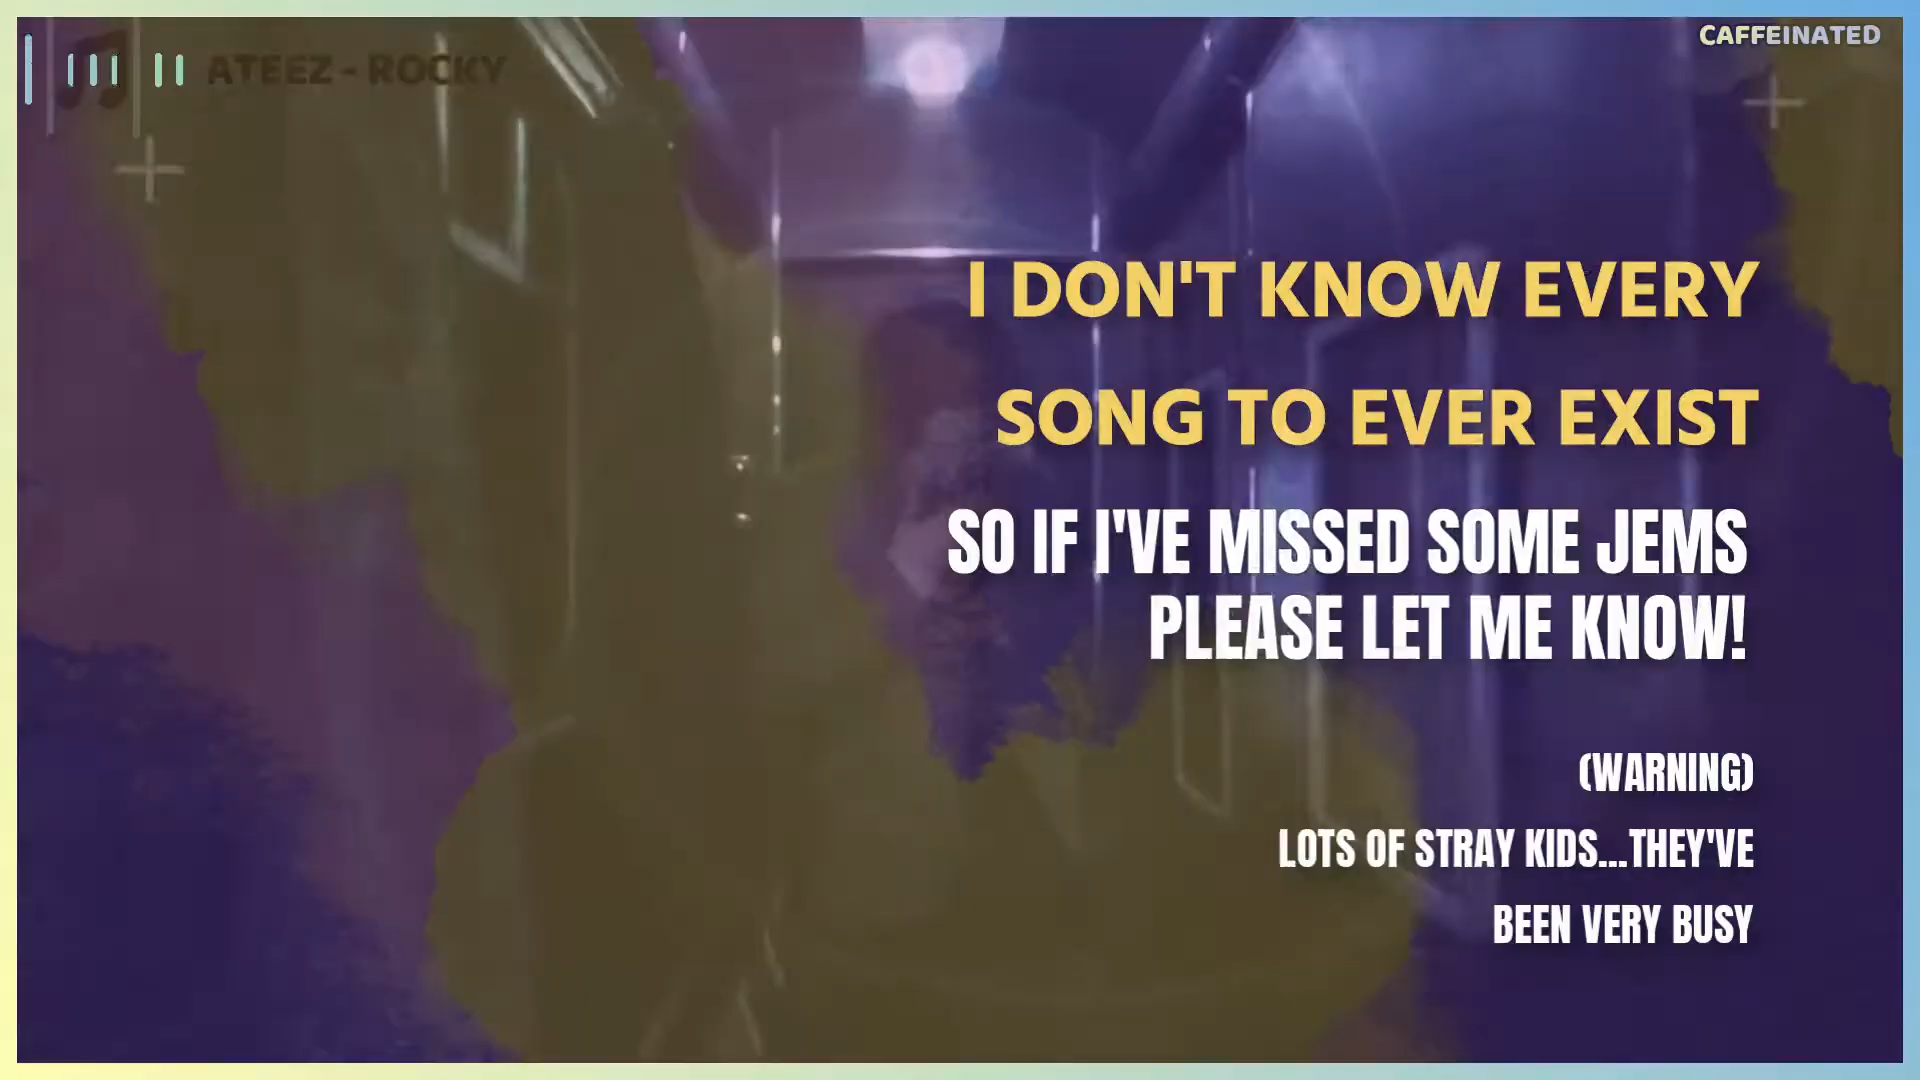 CAFFEINATED
ATEEZ - ROCKY
I DON'T KNOW EVERY
SONG TO EVER EXIST
SO IF I'VE MISSED SOME JEMS
PLEASE LET ME KNOW!
(WARNING)
LOTS OF STRAY KIDS...THEY'VE
BEEN VERY BUSY